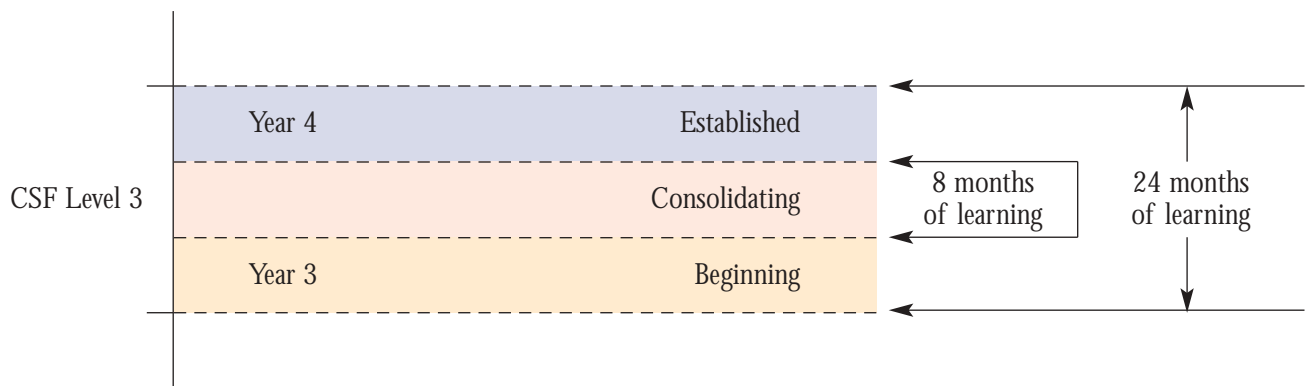 Year 4 Established
CSF Level 3
Consolidating
8 months
of learning
24 months
of learning
Year 3 Beginning